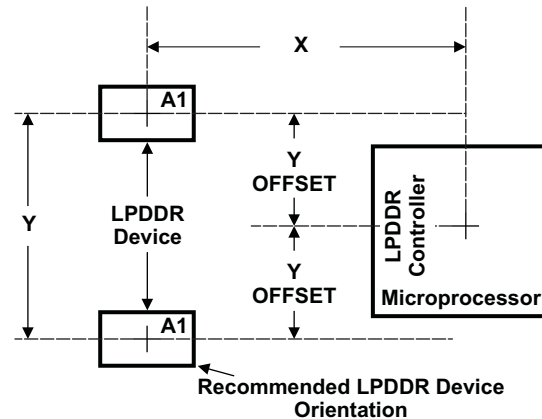 X
A1
Y
OFFSET
Y
LPDDR
Device
LPDDR
Controller
Y
OFFSET
Microprocessor
A1
Recommended LPDDR Device
Orientation